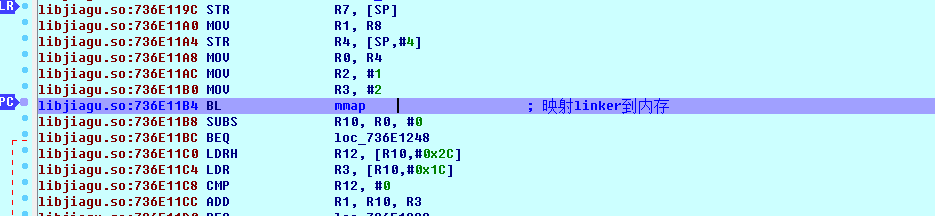 LR libjiagu.so:736E119C STR R7, [SP]
libjiagu.so:736E11A0 MOV R1, R8
libjiagu.so:736E11A4 STR R4, [SP,#4]
libjiagu.so:736E11A8 MOV R0, R4
libjiagu.so:736E11AC MOV R2, #1
libjiagu.so:736E11B0 MOV R3, #2
PC libjiagu.so:736E11B4 BL mmap ; 映射linker到内存
libjiagu.so:736E11B8 SUBS R10, R0, #0
libjiagu.so:736E11BC BEQ loc_736E1248
libjiagu.so:736E11C0 LDRH R12, [R10,#0x2C]
libjiagu.so:736E11C4 LDR R3, [R10,#0x1C]
libjiagu.so:736E11C8 CMP R12, #0
libjiagu.so:736E11CC ADD R1, R10, R3